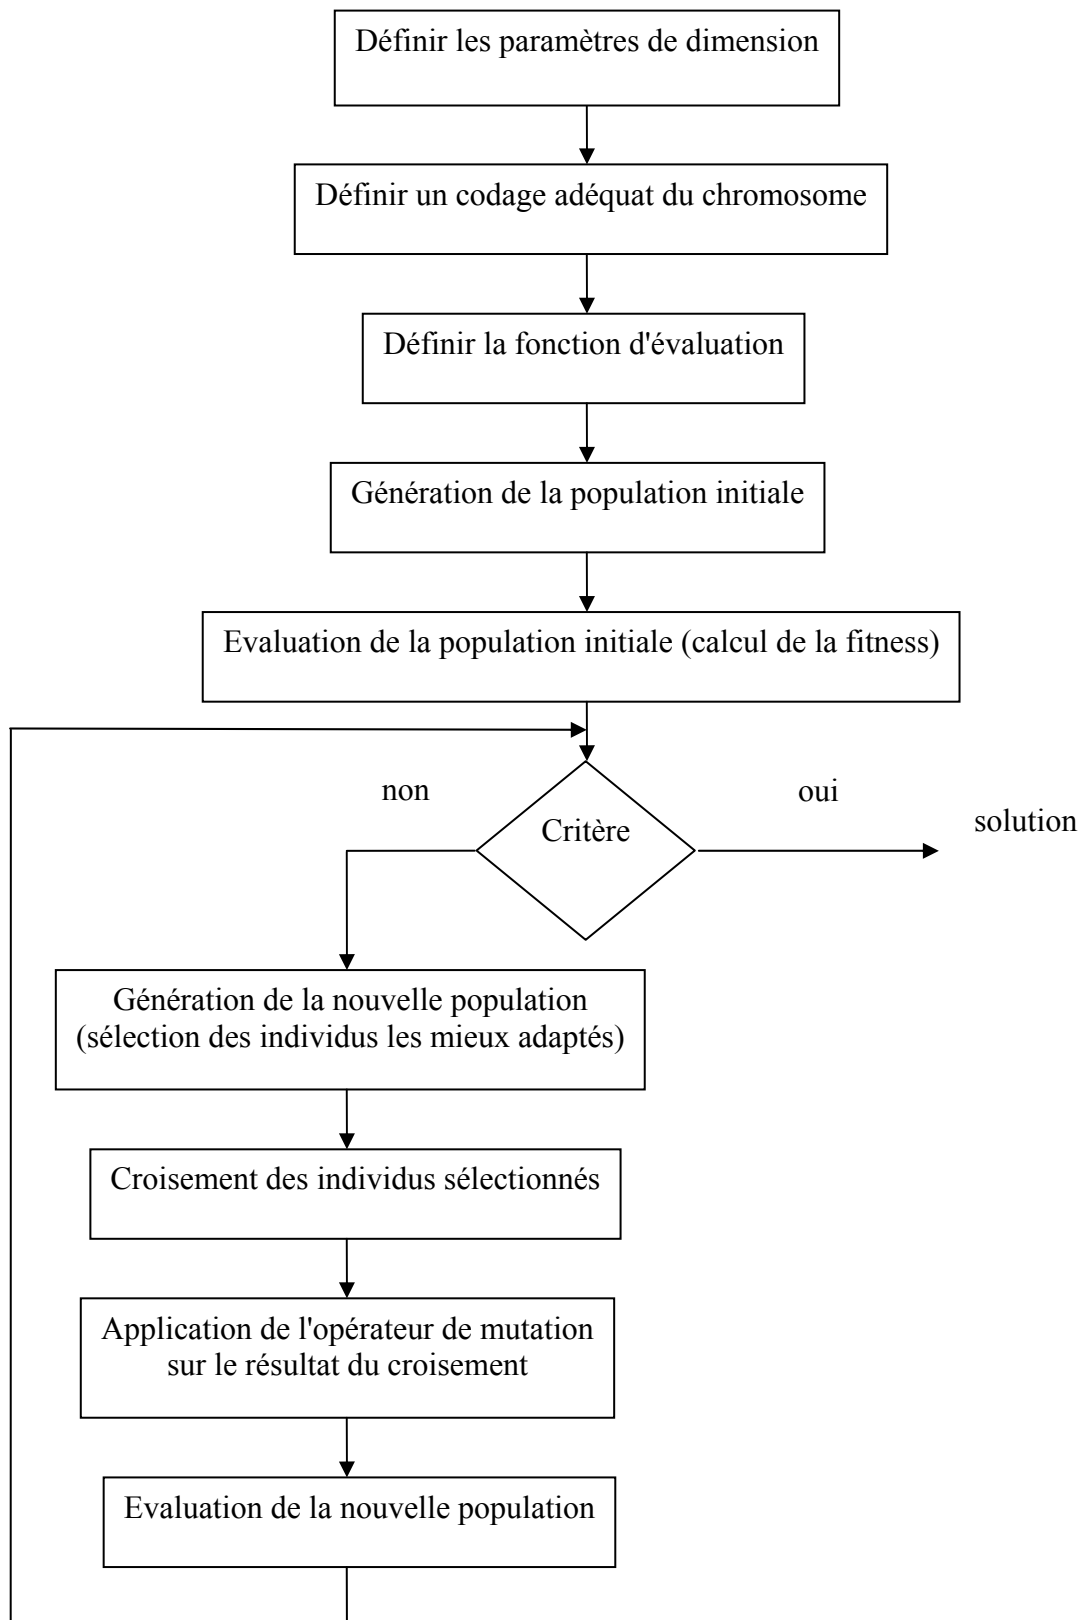 Définir les paramètres de dimension
Définir un codage adéquat du chromosome
Définir la fonction d'évaluation
Génération de la population initiale
Evaluation de la population initiale (calcul de la fitness)
non
oui
Critère
solution
Génération de la nouvelle population
(sélection des individus les mieux adaptés)
Croisement des individus sélectionnés
Application de l'opérateur de mutation
sur le résultat du croisement
Evaluation de la nouvelle population